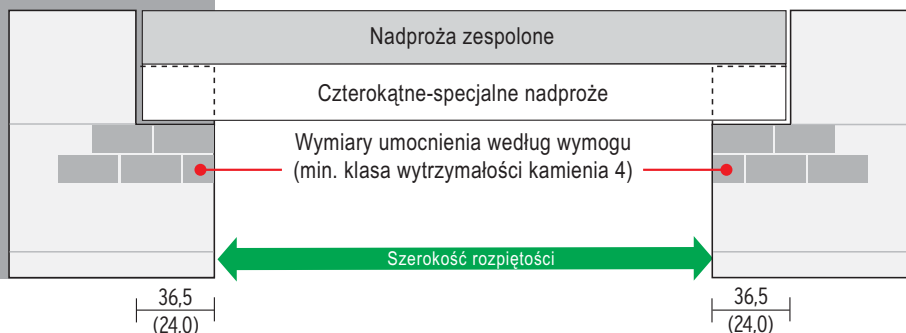 Nadproża zespolone
Czterokątne-specjalne nadproże
Wymiary umocnienia według wymogu
(min. klasa wytrzymałości kamienia 4)
Szerokość rozpiętości
36,5
(24,0)
36,5
(24,0)